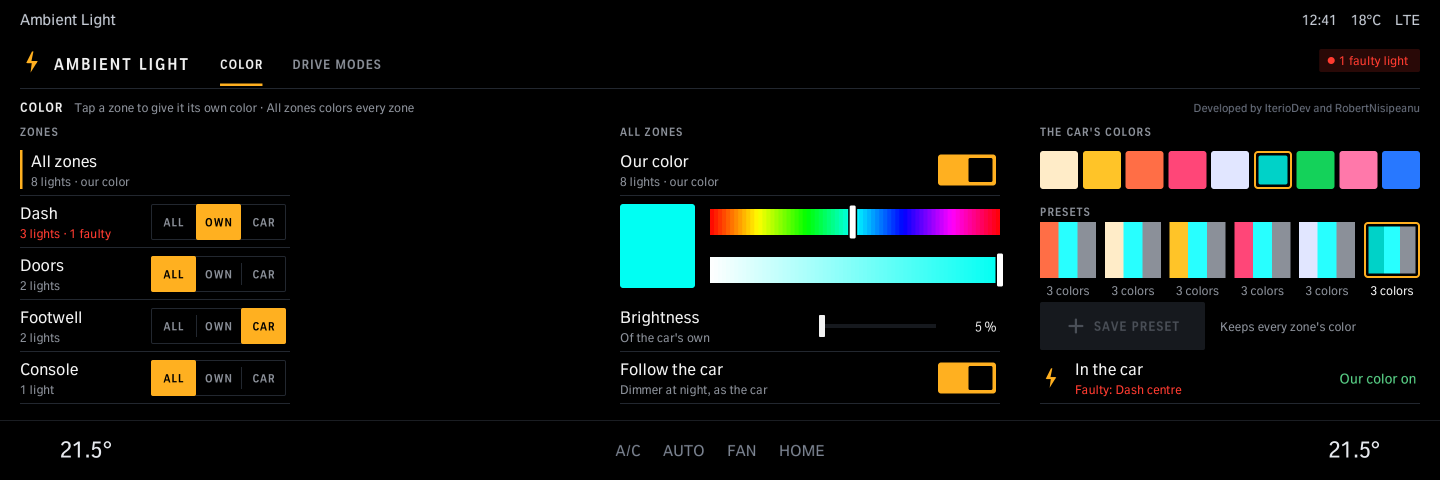 Ambient Light
12:41 18°C LTE
AMBIENT LIGHT COLOR DRIVE MODES
1 faulty light
COLOR Tap a zone to give it its own color · All zones colors every zone
Developed by IterioDev and RobertNisipeanu
ZONES
All zones
8 lights · our color
Dash
3 lights · 1 faulty
ALL OWN CAR
Doors
2 lights
ALL OWN CAR
Footwell
2 lights
ALL OWN CAR
Console
1 light
ALL OWN CAR
ALL ZONES
Our color
8 lights · our color
Brightness
Of the car's own
5 %
Follow the car
Dimmer at night, as the car
THE CAR'S COLORS
PRESETS
3 colors 3 colors 3 colors 3 colors 3 colors 3 colors
SAVE PRESET
Keeps every zone's color
In the car
Faulty: Dash centre
Our color on
21.5° A/C AUTO FAN HOME 21.5°